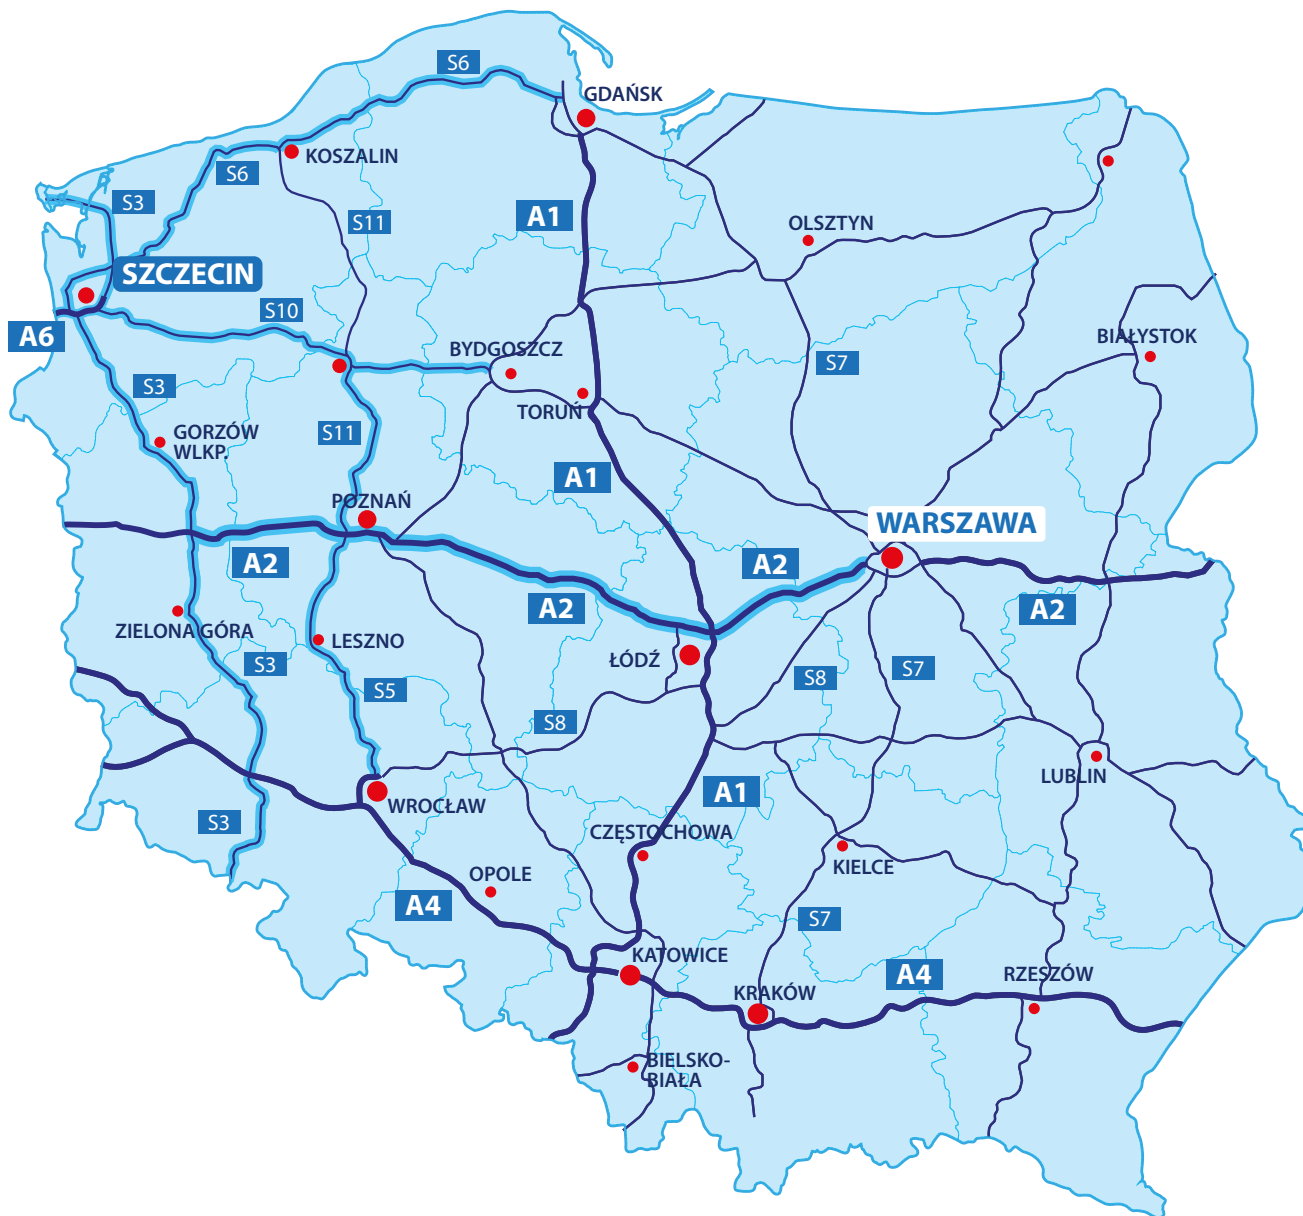 S6
GDAŃSK
KOSZALIN
S6
S3
S11
A1
OLSZTYN
SZCZECIN
S10
A6
BYDGOSZCZ
S7
BIAŁYSTOK
S3
TORUŃ
GORZÓW
WLKP.
S11
A1
POZNAŃ
WARSZAWA
A2
A2
A2
A2
ZIELONA GÓRA
LESZNO
ŁÓDŹ
S3
S5
S8
S7
S8
LUBLIN
WROCŁAW
A1
S3
CZĘSTOCHOWA
KIELCE
OPOLE
A4
S7
KATOWICE
A4
RZESZÓW
KRAKÓW
BIELSKO-
BIAŁA